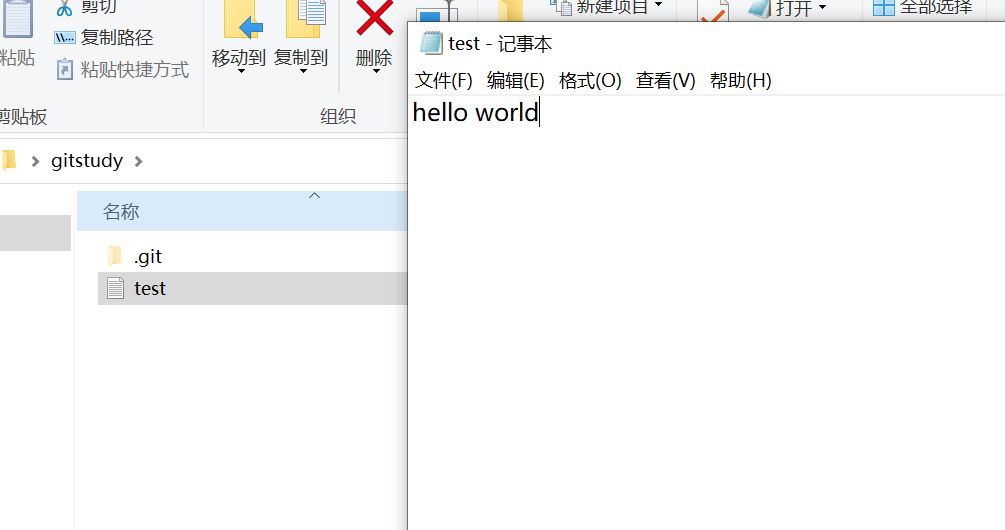 剪切
复制路径
粘贴
粘贴快捷方式
移动到 复制到
删除
剪贴板
组织
新建项目
打开
全部选择
gitstudy
名称
.git
test
test - 记事本
文件(F) 编辑(E) 格式(O) 查看(V) 帮助(H)
hello world